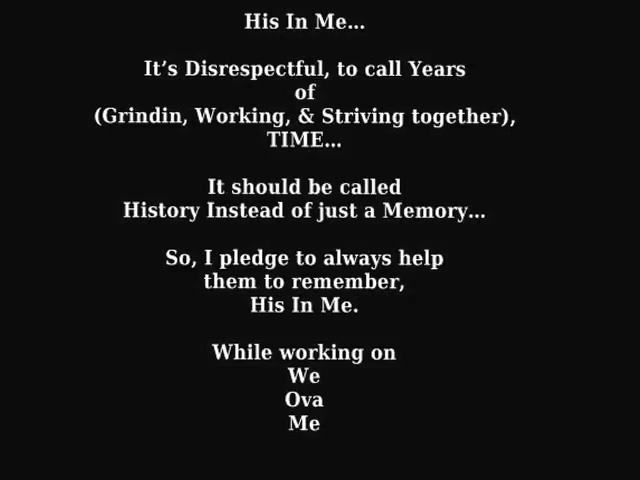 His In Me...
It's Disrespectful, to call Years
of
(Grindin, Working, & Striving together),
TIME...
It should be called
History Instead of just a Memory...
So, I pledge to always help
them to remember,
His In Me.
While working on
We
Ova
Me